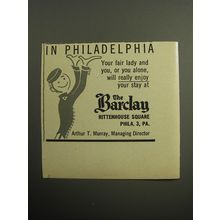 IN PHILADELPHIA
Your fair lady and
you, or you alone,
will really enjoy
your stay at
The
Barclay
RITTENHOUSE SQUARE
PHILA. 3, PA.
Arthur T. Murray, Managing Director